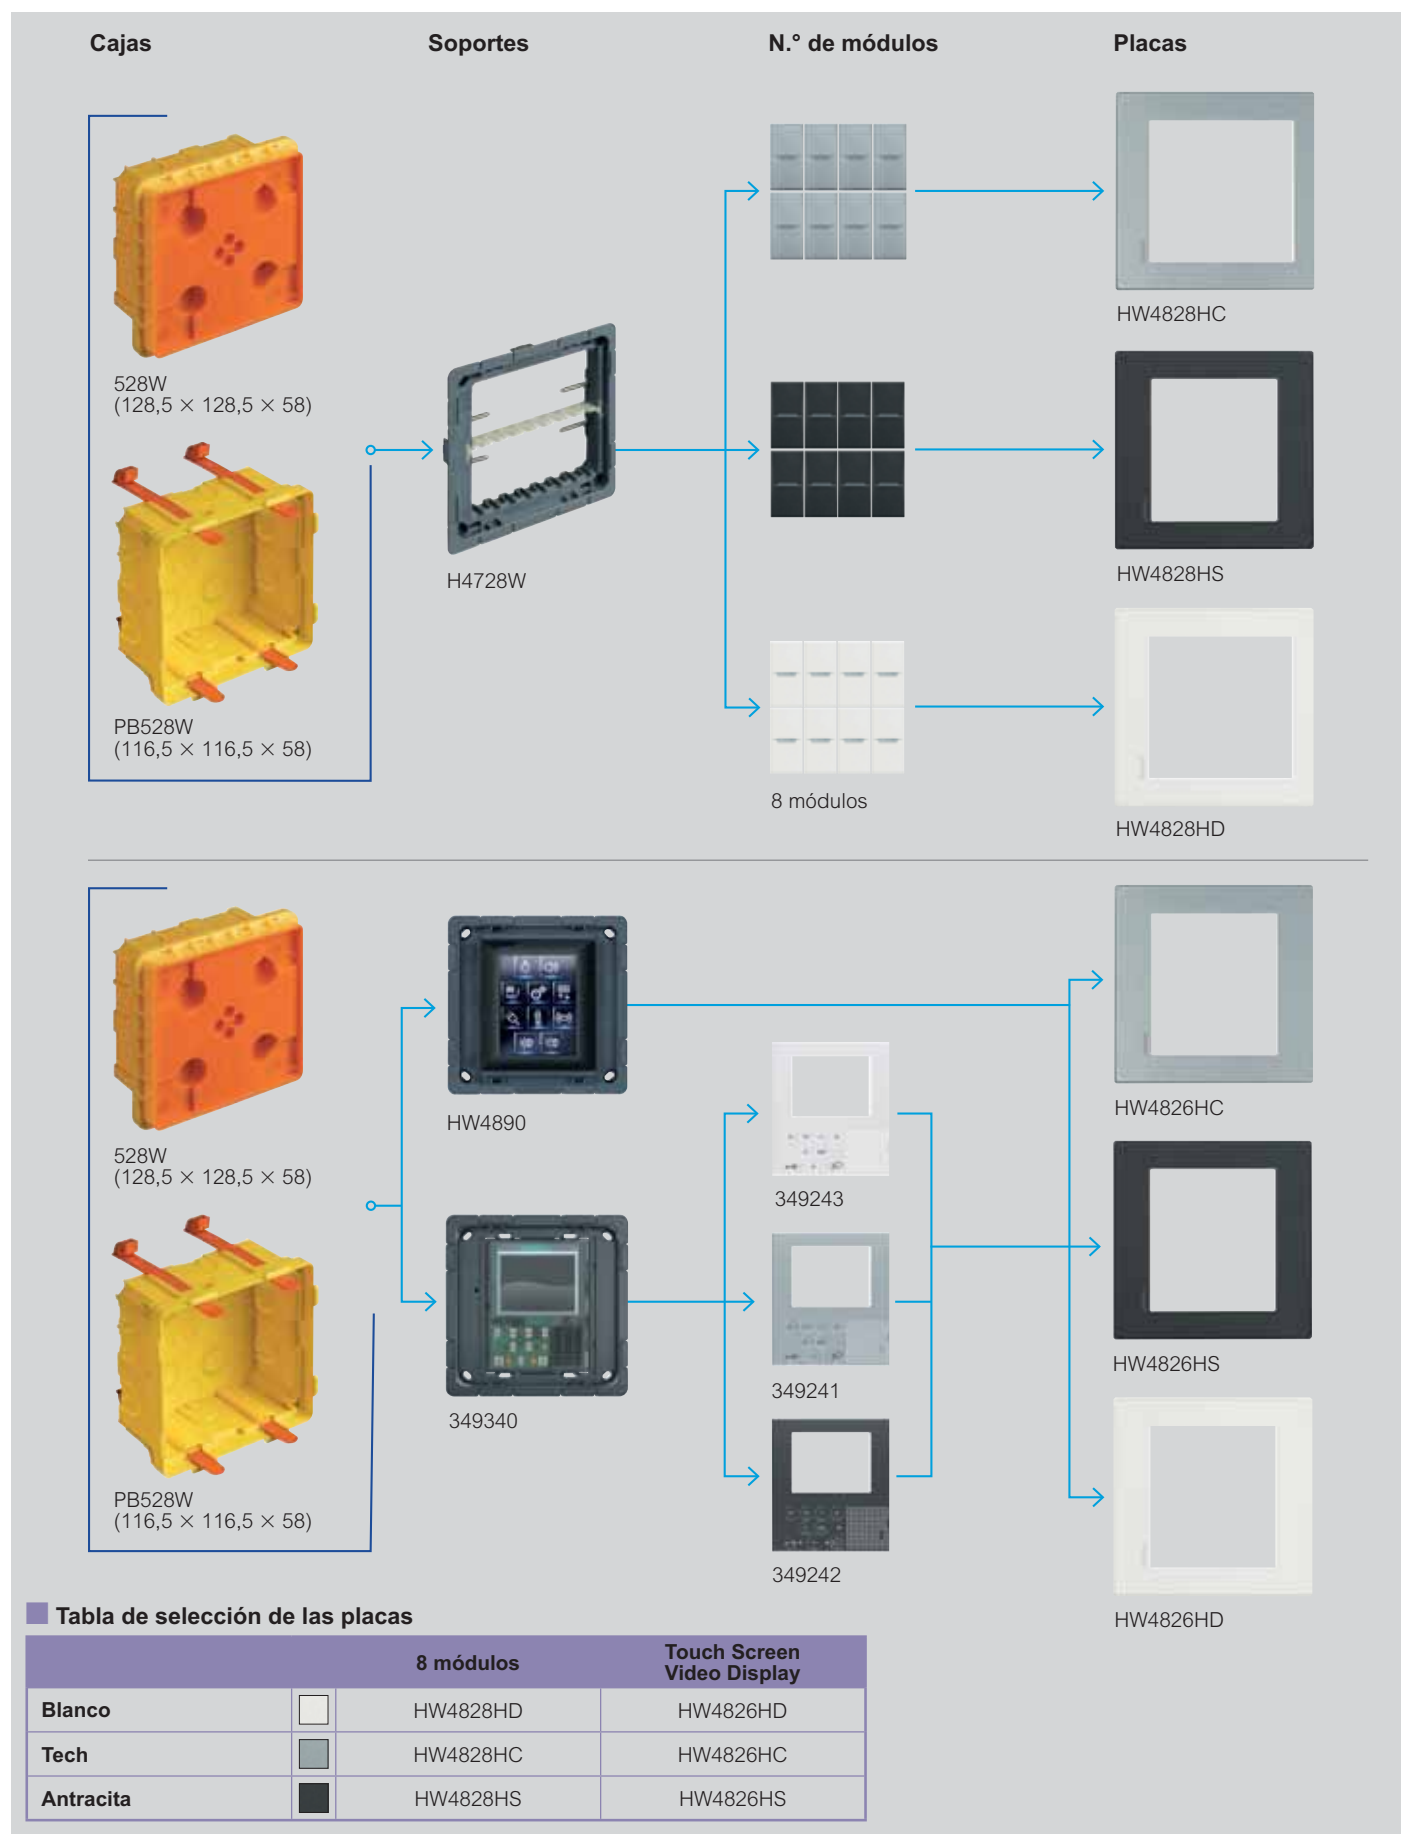 Cajas
Soportes
N.° de módulos
Placas
528W
(128,5 × 128,5 × 58)
PB528W
(116,5 × 116,5 × 58)
H4728W
8 módulos
HW4828HC
HW4828HS
HW4828HD
528W
(128,5 × 128,5 × 58)
PB528W
(116,5 × 116,5 × 58)
HW4890
349340
349243
349241
349242
HW4826HC
HW4826HS
HW4826HD
Tabla de selección de las placas
8 módulos
Touch Screen
Video Display
Blanco HW4828HD HW4826HD
Tech HW4828HC HW4826HC
Antracita HW4828HS HW4826HS